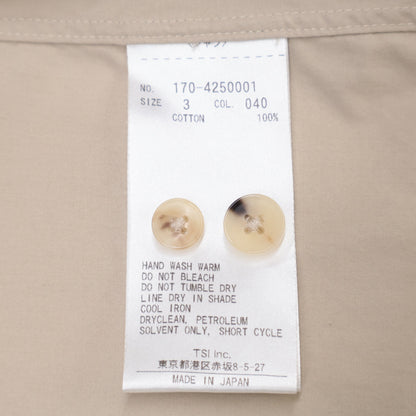 NO. 170-4250001
SIZE 3 COL. 040
COTTON 100%
HAND WASH WARM
DO NOT BLEACH
DO NOT TUMBLE DRY
LINE DRY IN SHADE
COOL IRON
DRYCLEAN, PETROLEUM
SOLVENT ONLY, SHORT CYCLE
TSI Inc.
東京都港区赤坂8-5-27
MADE IN JAPAN